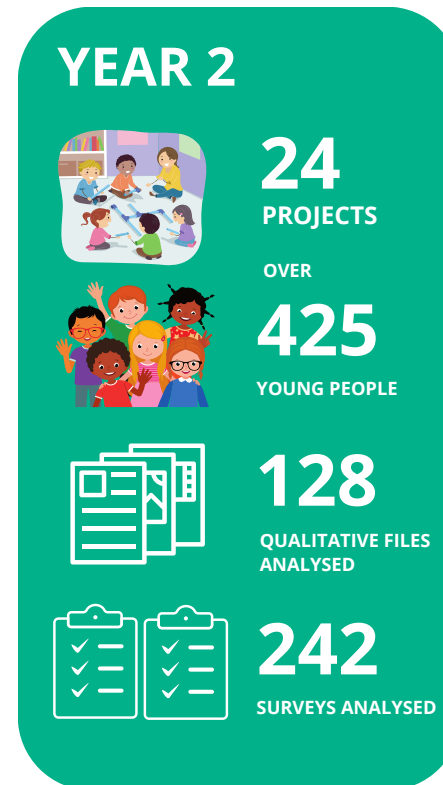 YEAR 2
24
PROJECTS
OVER
425
YOUNG PEOPLE
128
QUALITATIVE FILES
ANALYSED
242
SURVEYS ANALYSED